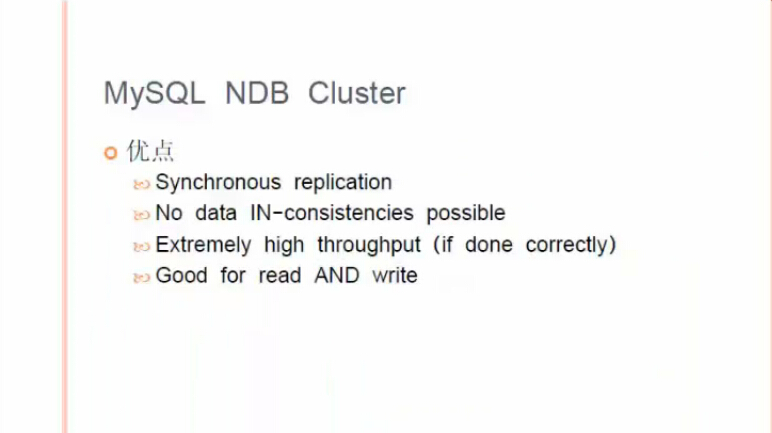 MySQL NDB Cluster
优点
Synchronous replication
No data IN-consistencies possible
Extremely high throughput (if done correctly)
Good for read AND write